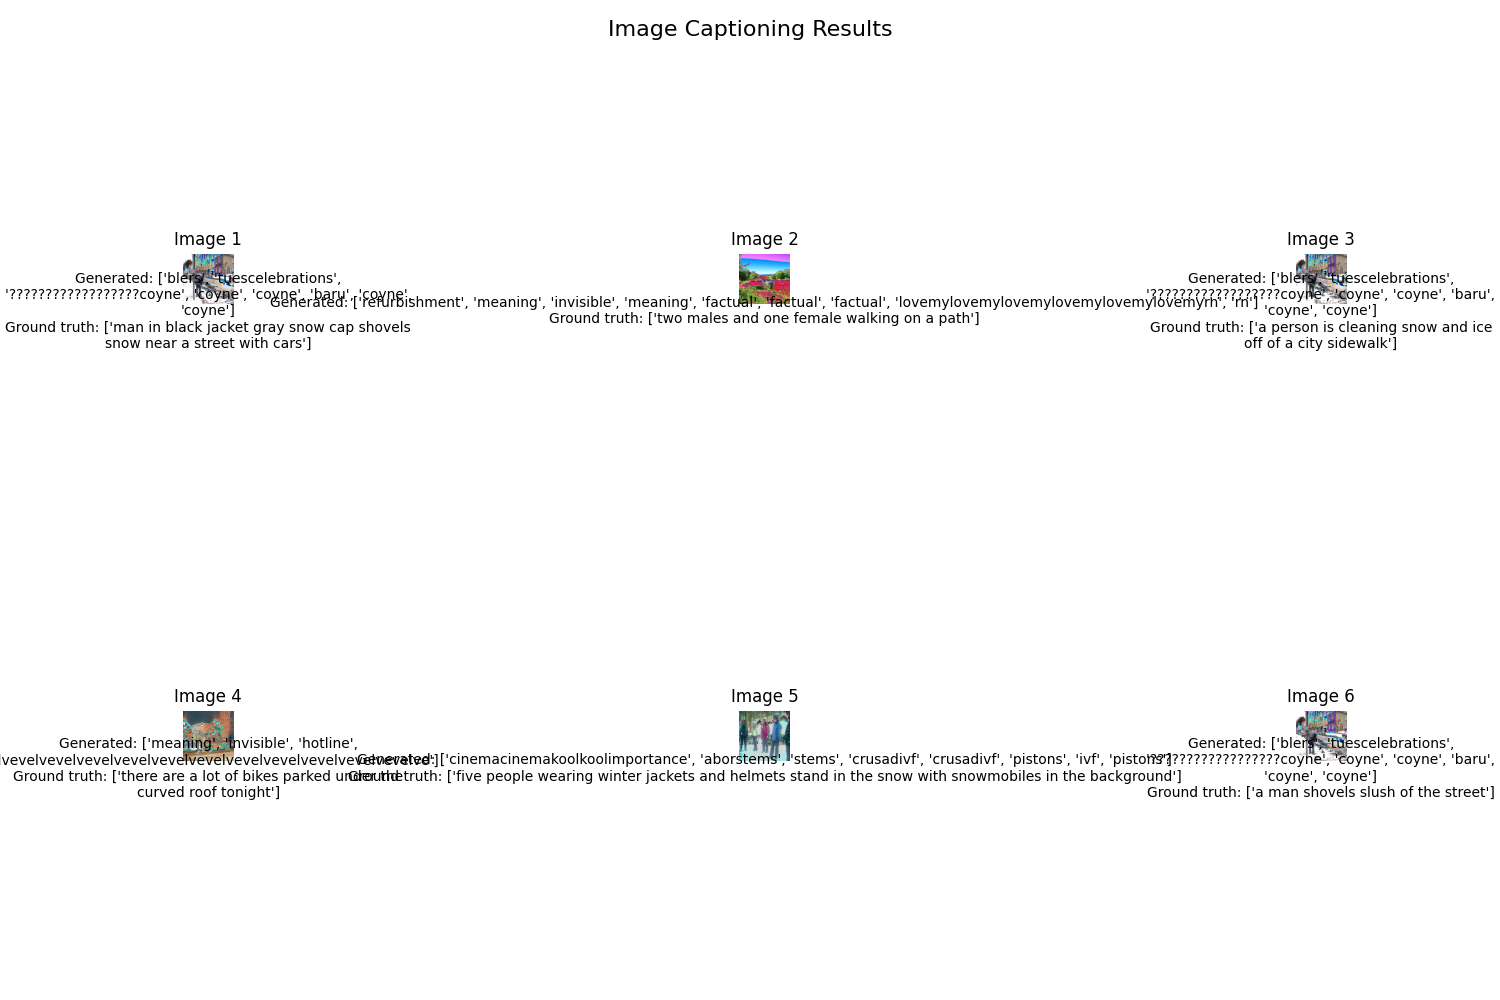 Image Captioning Results
Image 1
Generated: ['blers', 'tuescelebrations',
'??????????????????coyne', 'coyne', 'coyne', 'baru', 'coyne',
'coyne']
Ground truth: ['man in black jacket gray snow cap shovels
snow near a street with cars']
Image 2
Generated: ['refurbishment', 'meaning', 'invisible', 'meaning', 'factual', 'factual', 'factual', 'lovemylovemylovemylovemylovemylovemyrn', 'rn']
Ground truth: ['two males and one female walking on a path']
Image 3
Generated: ['blers', 'tuescelebrations',
'??????????????????coyne', 'coyne', 'coyne', 'baru',
'coyne', 'coyne']
Ground truth: ['a person is cleaning snow and ice
off of a city sidewalk']
Image 4
Generated: ['meaning', 'invisible', 'hotline',
Ground truth: ['there are a lot of bikes parked under the
curved roof tonight']
Image 5
Generated: ['cinemacinemakoolkoolimportance', 'aborstems', 'stems', 'crusadivf', 'crusadivf', 'pistons', 'ivf', 'pistons']
Ground truth: ['five people wearing winter jackets and helmets stand in the snow with snowmobiles in the background']
Image 6
Generated: ['blers', 'tuescelebrations',
'??????????????????coyne', 'coyne', 'coyne', 'baru',
'coyne', 'coyne']
Ground truth: ['a man shovels slush of the street']